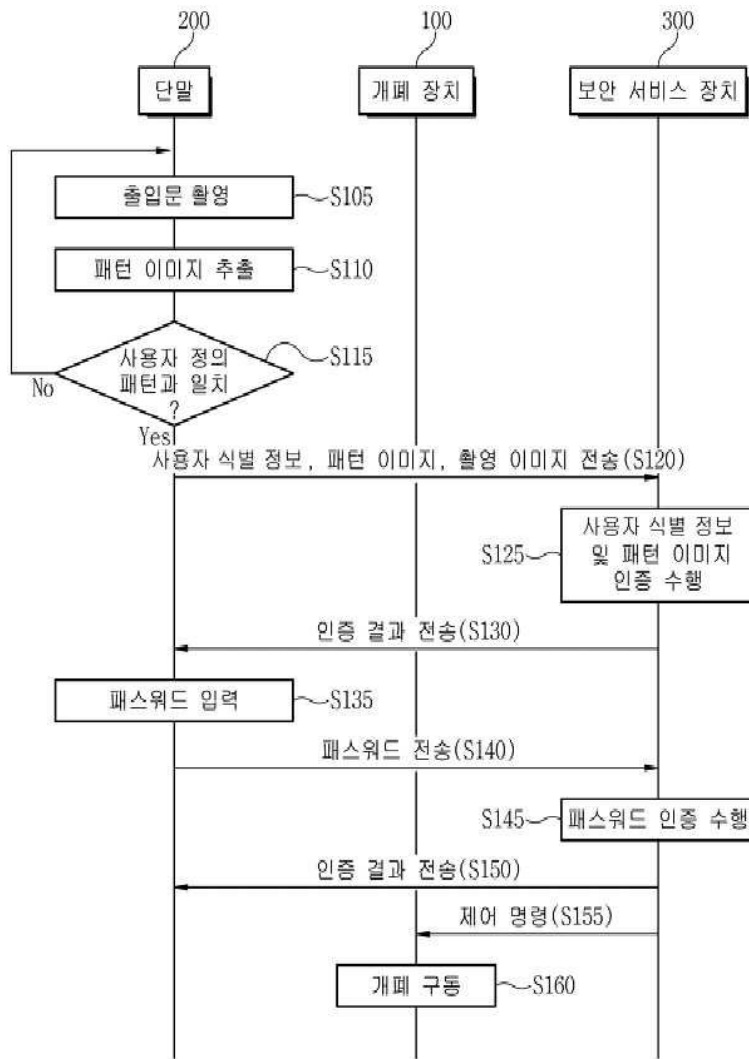 200
100
300
단말
개폐 장치
보안 서비스 장치
출입문 촬영
S105
패턴 이미지 추출
S110
사용자 정의
패턴과 일치
?
S115
No
Yes
사용자 식별 정보, 패턴 이미지, 촬영 이미지 전송(S120)
사용자 식별 정보
및 패턴 이미지
인증 수행
S125
인증 결과 전송(S130)
패스워드 입력
S135
패스워드 전송(S140)
S145
패스워드 인증 수행
인증 결과 전송(S150)
제어 명령(S155)
개폐 구동
S160